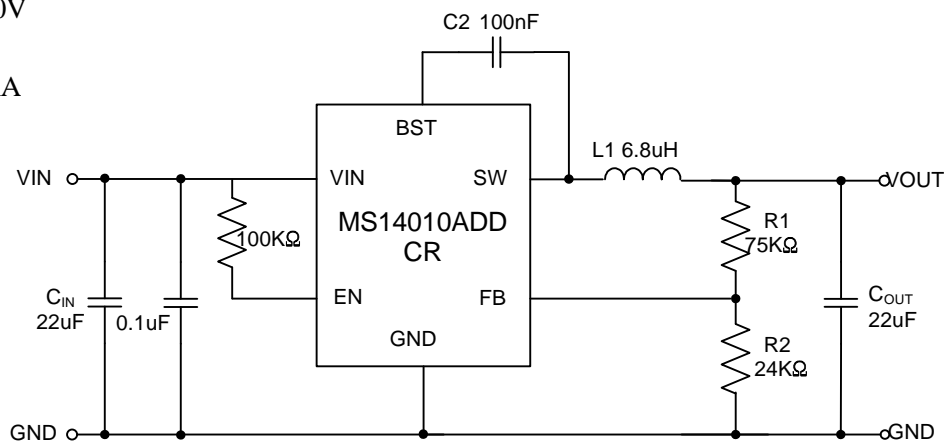 0V
A
C2 100nF
BST
L1 6.8uH
VIN
VIN
SW
VOUT
MS14010ADD
CR
100KΩ
R1
75KΩ
EN
FB
CIN
22uF
0.1uF
COUT
22uF
GND
R2
24KΩ
GND
GND